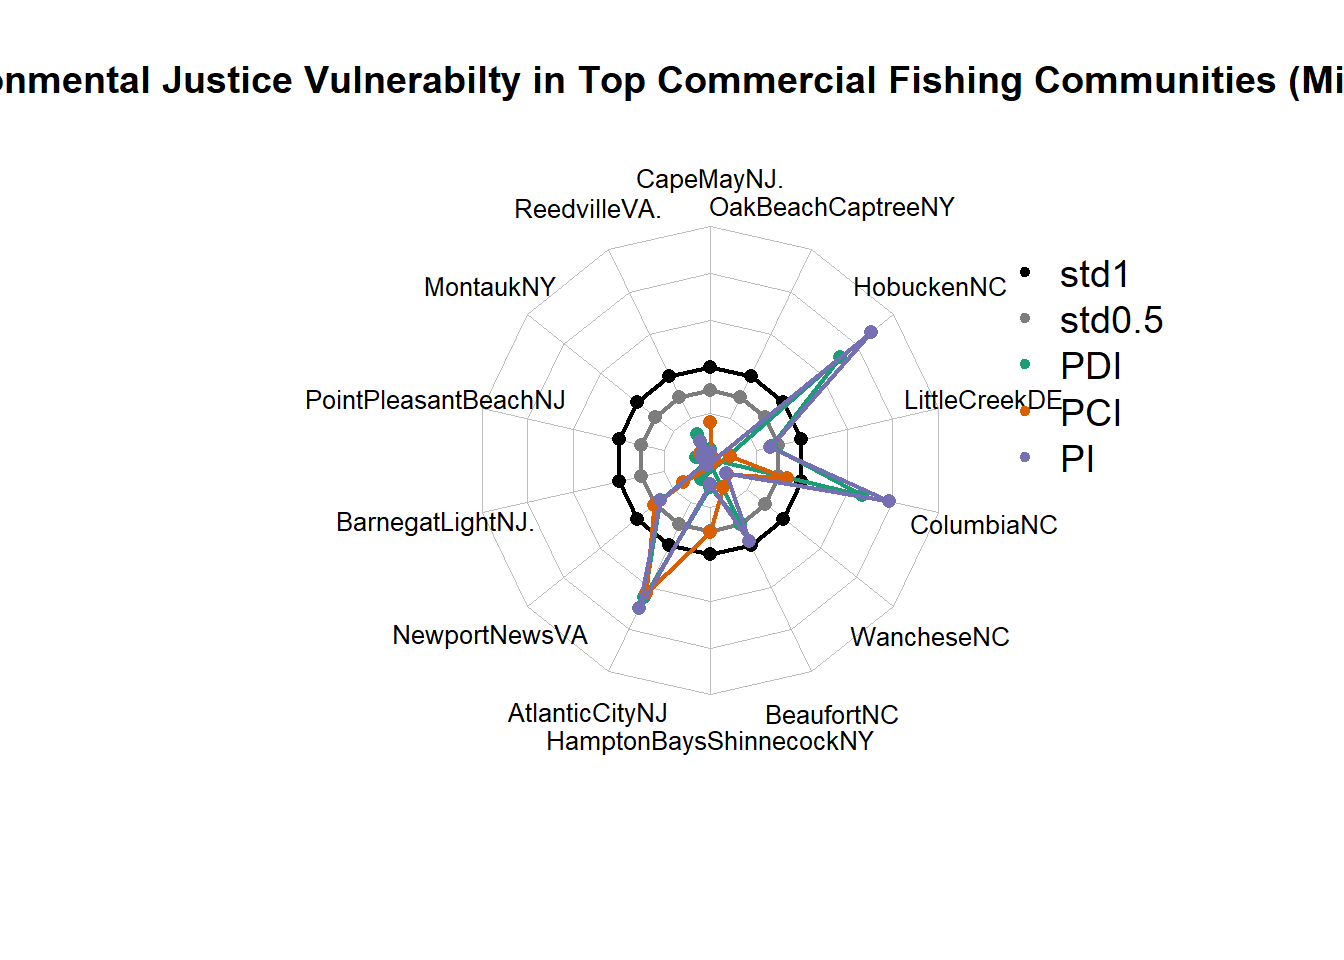 onmental Justice Vulnerabilty in Top Commercial Fishing Communities (Mi
CapeMayNJ.
ReedvilleVA.
OakBeachCaptreeNY
MontaukNY
HobuckenNC
PointPleasantBeachNJ
LittleCreekDE
BarnegatLightNJ.
ColumbiaNC
NewportNewsVA
WancheseNC
AtlanticCityNJ
BeaufortNC
HamptonBaysShinnecockNY
std1
std0.5
PDI
PCI
PI